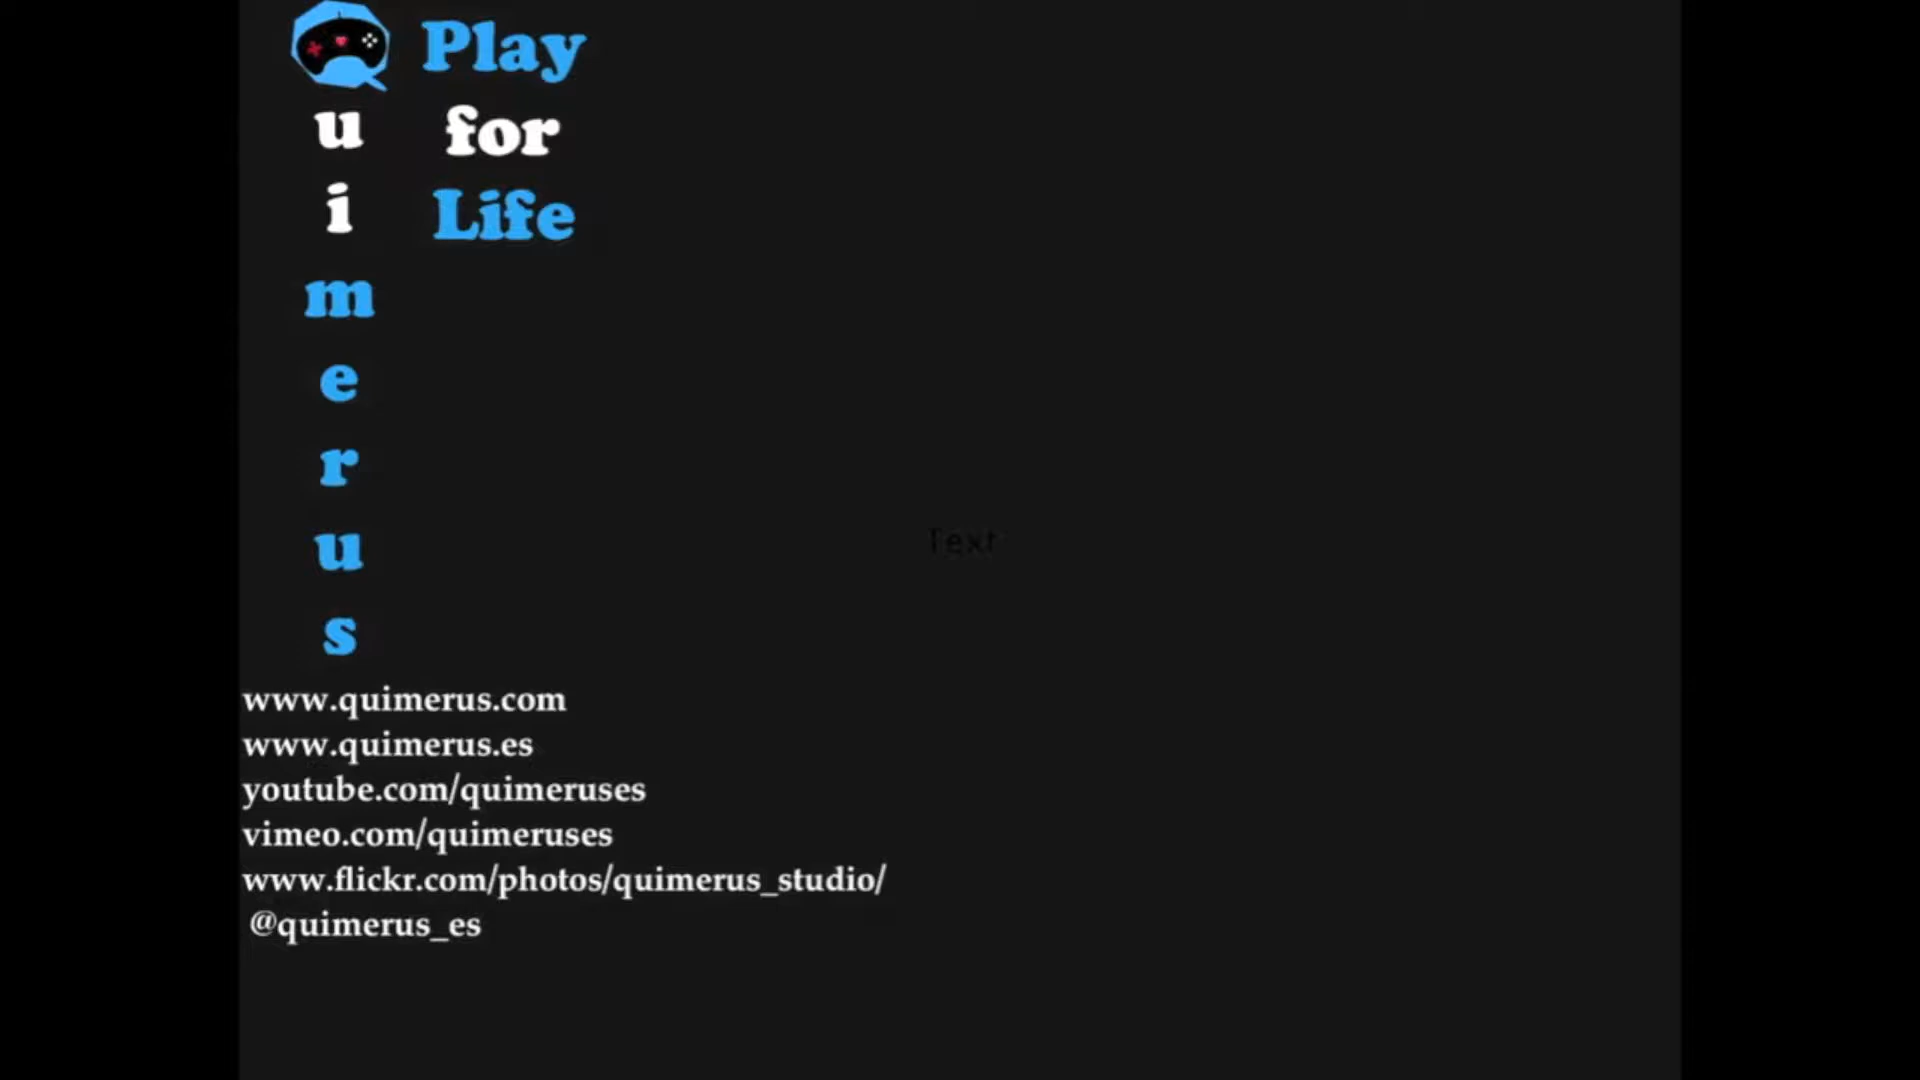 Play
for
Life
u
i
m
e
r
u
s
Text
www.quimerus.com
www.quimerus.es
youtube.com/quimeruses
vimeo.com/quimeruses
www.flickr.com/photos/quimerus_studio/
@quimerus_es